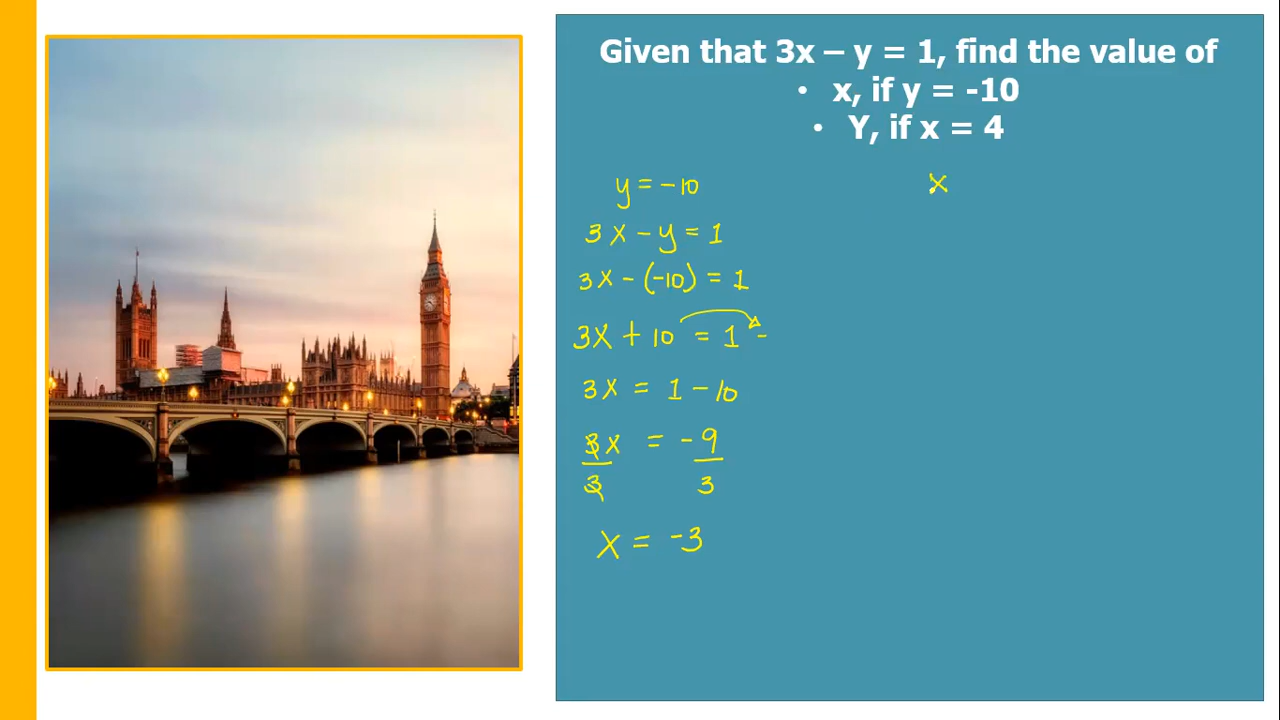 Given that 3x – y = 1, find the value of
• x, if y = -10
• Y, if x = 4
y = -10
x
3x - y = 1
3x - (-10) = 1
3x + 10 = 1 -
3x = 1 - 10
3x = -9
3 3
x = -3